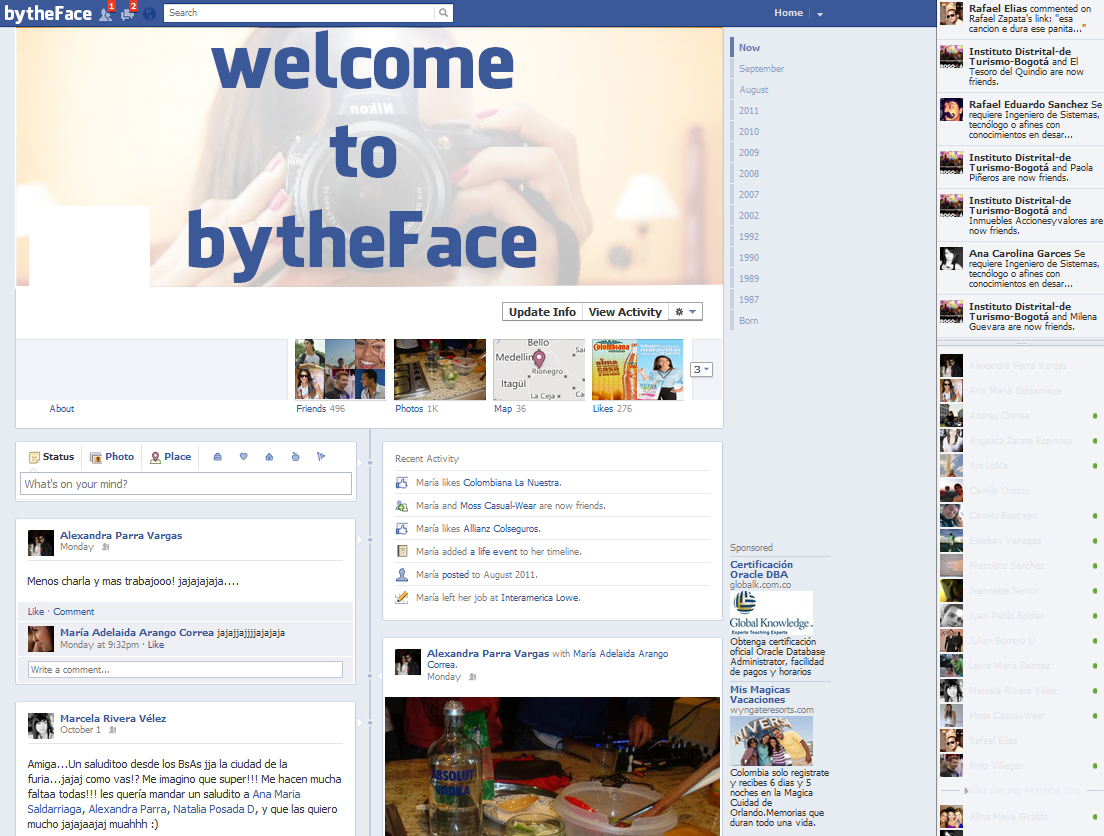 bytheFace
1
2
Search
Home
welcome
to
bytheFace
Nikon
Update Info
View Activity
Now
September
August
2011
2010
2009
2008
2007
2002
1992
1990
1989
1987
Born
About
Friends 496
Photos 1K
Bello
Medellín
Rionegro
Itagüí
La Ceja
Map 36
Colombiana
Likes 276
3
Status
Photo
Place
What's on your mind?
Alexandra Parra Vargas
Monday
Menos charla y mas trabajooo! jajajajaja....
Like · Comment
María Adelaida Arango Correa jajajjajjjjajajaja
Monday at 9:32pm · Like
Write a comment...
Marcela Rivera Vélez
October 1
Amiga...Un saluditoo desde los BsAs jja la ciudad de la
furia...jajaj como vas!? Me imagino que super!!! Me hacen mucha
faltaa todas!!! les quería mandar un saludito a Ana Maria
Saldarriaga, Alexandra Parra, Natalia Posada D, y que las quiero
mucho jajajaajaj muahhh :)
Recent Activity
María likes Colombiana La Nuestra.
María and Moss Casual-Wear are now friends.
María likes Allianz Colseguros.
María added a life event to her timeline.
María posted to August 2011.
María left her job at Interamerica Lowe.
Alexandra Parra Vargas with María Adelaida Arango
Correa.
Monday
ABSOLUT
VODKA
Sponsored
Certificación
Oracle DBA
globalk.com.co
Global Knowledge.
Experts Teaching Experts
Obtenga certificación
oficial Oracle Database
Administrator, facilidad
de pagos y horarios
Mis Magicas
Vacaciones
wyngateresorts.com
Colombia solo registrate
y recibes 6 dias y 5
noches en la Magica
Cuidad de
Orlando.Memorias que
duran todo una vida.
Rafael Elias commented on
Rafael Zapata's link: "esa
cancion e dura ese panita..."
Instituto Distrital-de
Turismo-Bogotá and El
Tesoro del Quindio are now
friends.
Rafael Eduardo Sanchez Se
requiere Ingeniero de Sistemas,
tecnólogo o afines con
conocimientos en desar...
Instituto Distrital-de
Turismo-Bogotá and Paola
Piñeros are now friends.
Instituto Distrital-de
Turismo-Bogotá and
Inmuebles Accionesyvalores are
now friends.
Ana Carolina Garces Se
requiere Ingeniero de Sistemas,
tecnólogo o afines con
conocimientos en desar...
Instituto Distrital-de
Turismo-Bogotá and Milena
Guevara are now friends.
Alexandra Parra Vargas
Ana Maria Saldarriaga
Andres Correa
Angelica Zarate Espinosa
Ani LoMa
Camilo Orozco
Camilo Restrepo
Esteban Vanegas
Francisco Sanchez
Jeannette Senior
Juan Pablo Roldan
Julian Borrero U
Laura María Benitez
Marcela Rivera Vélez
Moss Casual-Wear
Rafael Elias
Rojo Villegas
MORE ONLINE FRIENDS
Alina Mejía Giraldo